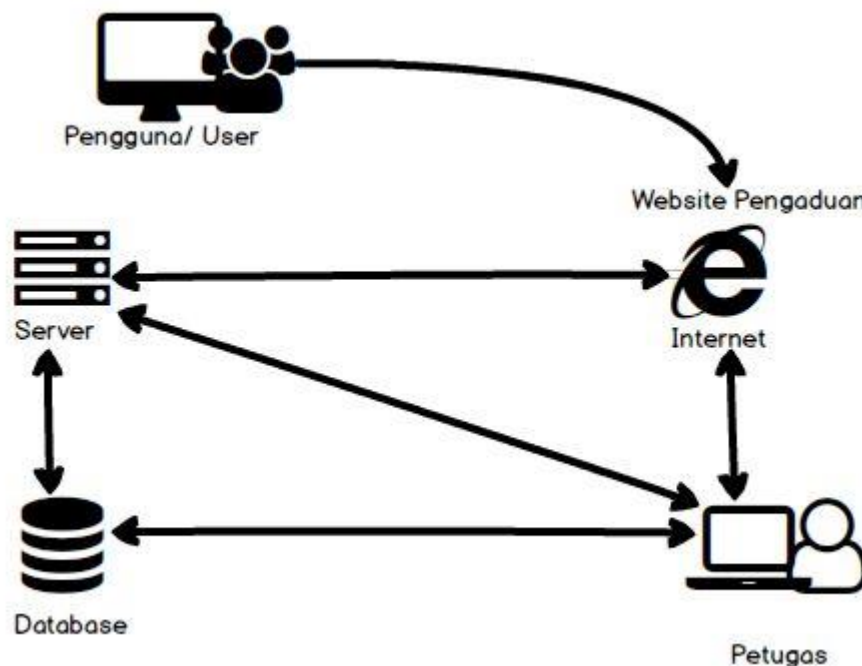 Pengguna/ User
Website Pengaduan
Server
Internet
Database
Petugas